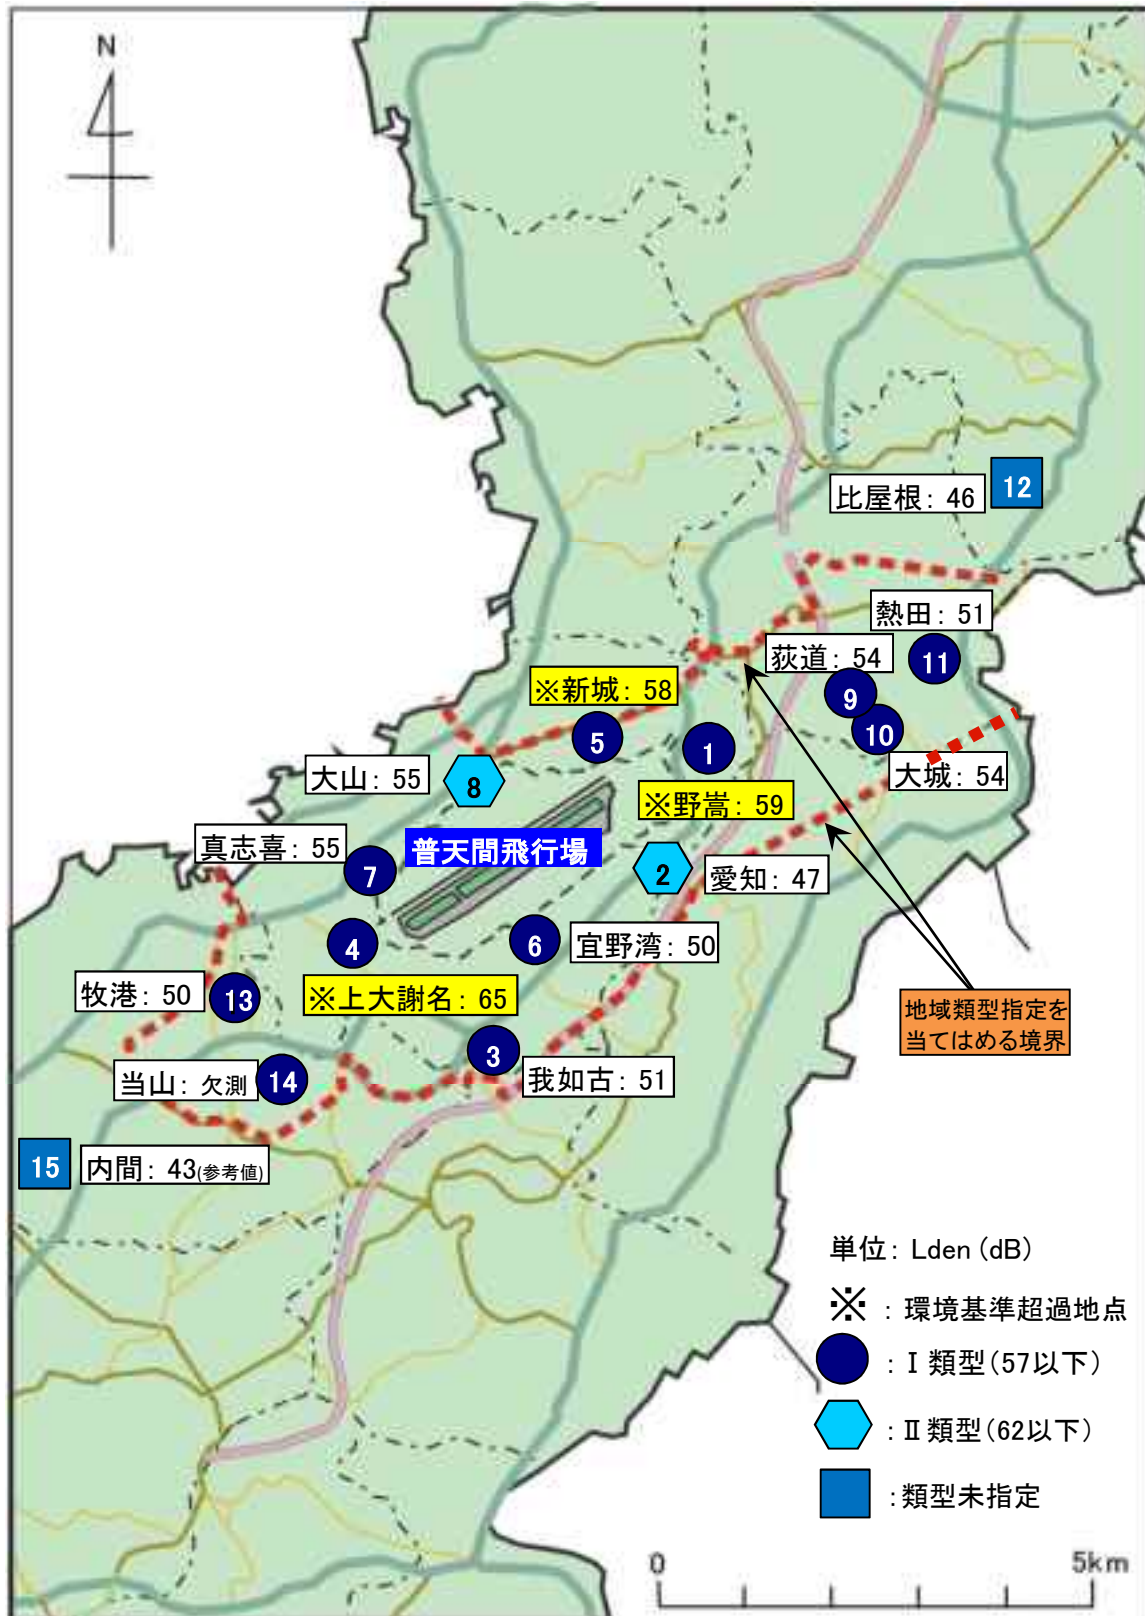 N
比屋根: 46
12
熱田: 51
11
荻道: 54
9
10
大城: 54
※新城: 58
5
1
※野嵩: 59
大山: 55
8
普天間飛行場
真志喜: 55
7
2
愛知: 47
4
6
宜野湾: 50
※上大謝名: 65
牧港: 50
13
地域類型指定を
当てはめる境界
3
我如古: 51
当山: 欠測
14
15
内間: 43(参考値)
単位: Lden (dB)
※ : 環境基準超過地点
: Ⅰ類型(57以下)
: Ⅱ類型(62以下)
: 類型未指定
0 5km